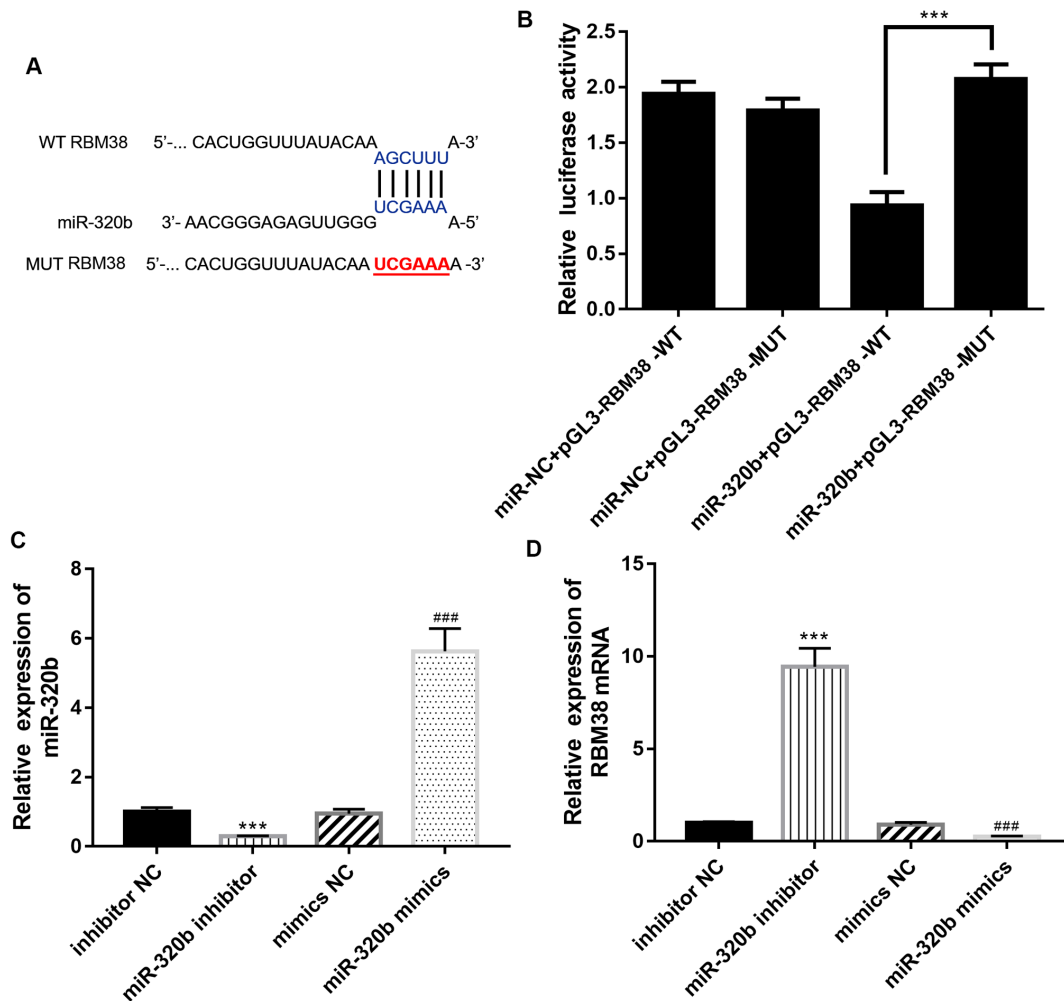 A
WT RBM38 5’-... CACUGGUUUAUACAA AGCUUU A-3’
miR-320b 3’- AACGGGAGAGUUGGG UCGAAA A-5’
MUT RBM38 5’-... CACUGGUUUAUACAA UCGAAAA -3’
B
Relative luciferase activity
2.5
2.0
1.5
1.0
0.5
0.0
***
miR-NC+pGL3-RBM38 -WT
miR-NC+pGL3-RBM38 -MUT
miR-320b+pGL3-RBM38 -WT
miR-320b+pGL3-RBM38 -MUT
C
Relative expression of
miR-320b
8
6
4
2
0
***
###
inhibitor NC
miR-320b inhibitor
mimics NC
miR-320b mimics
D
Relative expression of
RBM38 mRNA
15
10
5
0
***
###
inhibitor NC
miR-320b inhibitor
mimics NC
miR-320b mimics